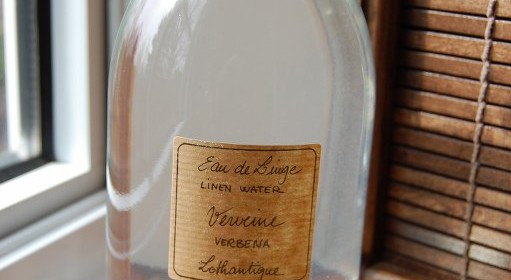 Eau de Linge
LINEN WATER
Verveine
VERBENA
Lothantique